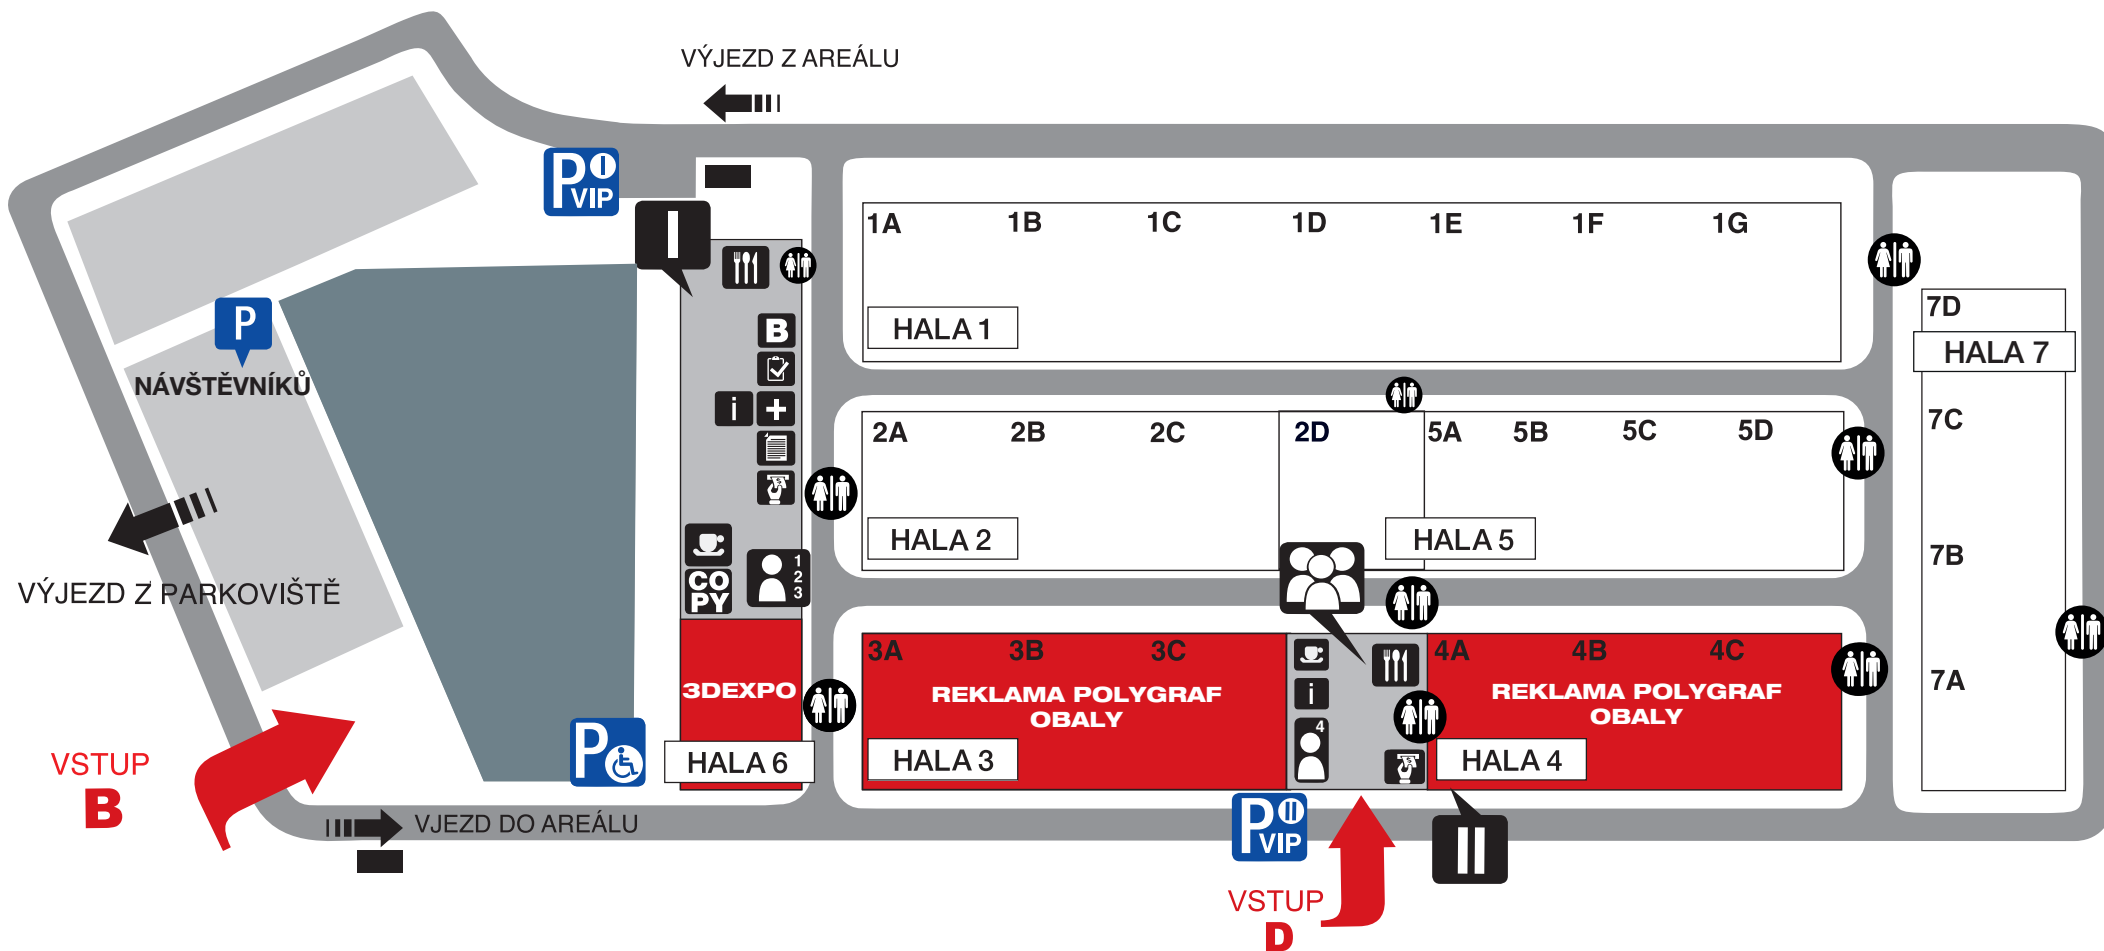 VÝJEZD Z AREÁLU
P I
VIP
I
1A 1B 1C 1D 1E 1F 1G
HALA 1
7D
HALA 7
P
NÁVŠTĚVNÍKŮ
B
i
2A 2B 2C 2D 5A 5B 5C 5D
7C
HALA 2
HALA 5
7B
VÝJEZD Z PARKOVIŠTĚ
CO
PY
1
2
3
3A 3B 3C 4A 4B 4C
7A
3DEXPO
REKLAMA POLYGRAF
OBALY
i
REKLAMA POLYGRAF
OBALY
4
P
HALA 6
HALA 3
HALA 4
VSTUP
B
VJEZD DO AREÁLU
P II
VIP
II
VSTUP
D